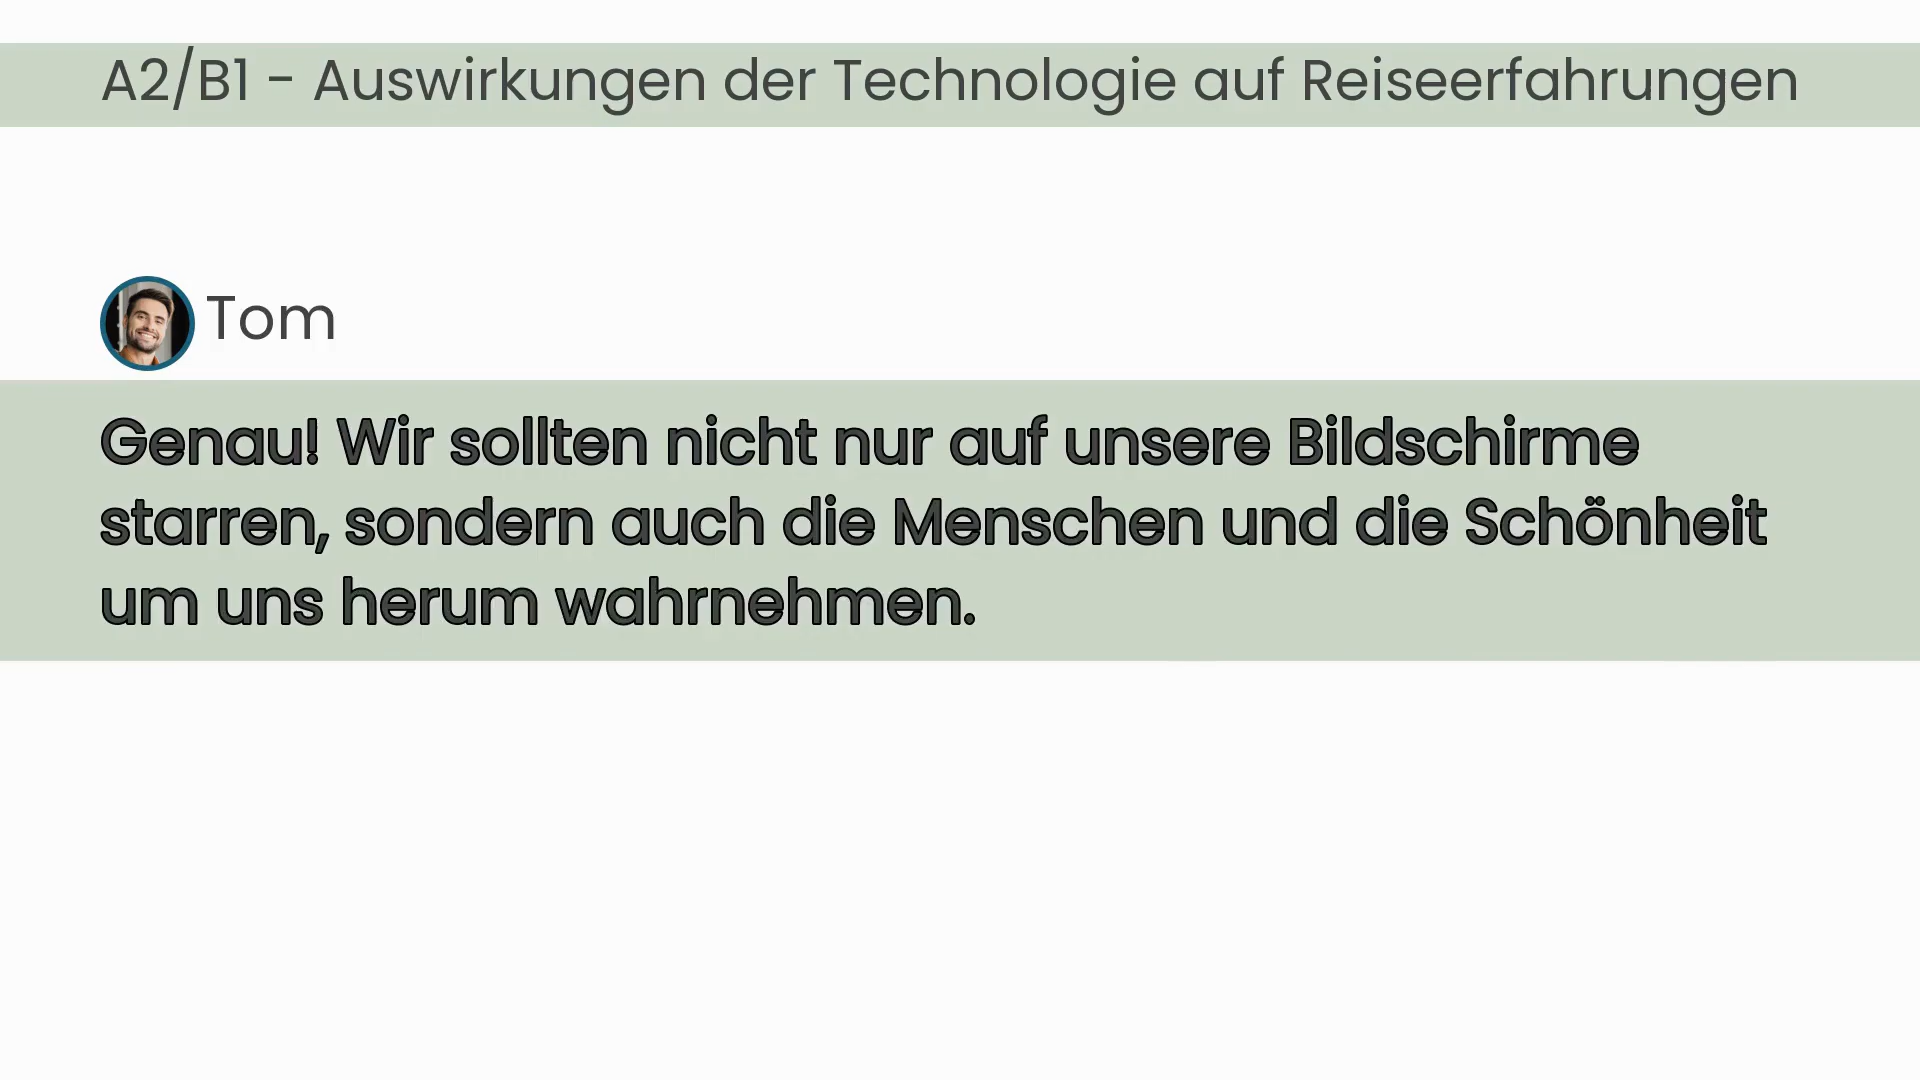 A2/B1 - Auswirkungen der Technologie auf Reiseerfahrungen
Tom
Genau! Wir sollten nicht nur auf unsere Bildschirme
starren, sondern auch die Menschen und die Schönheit
um uns herum wahrnehmen.